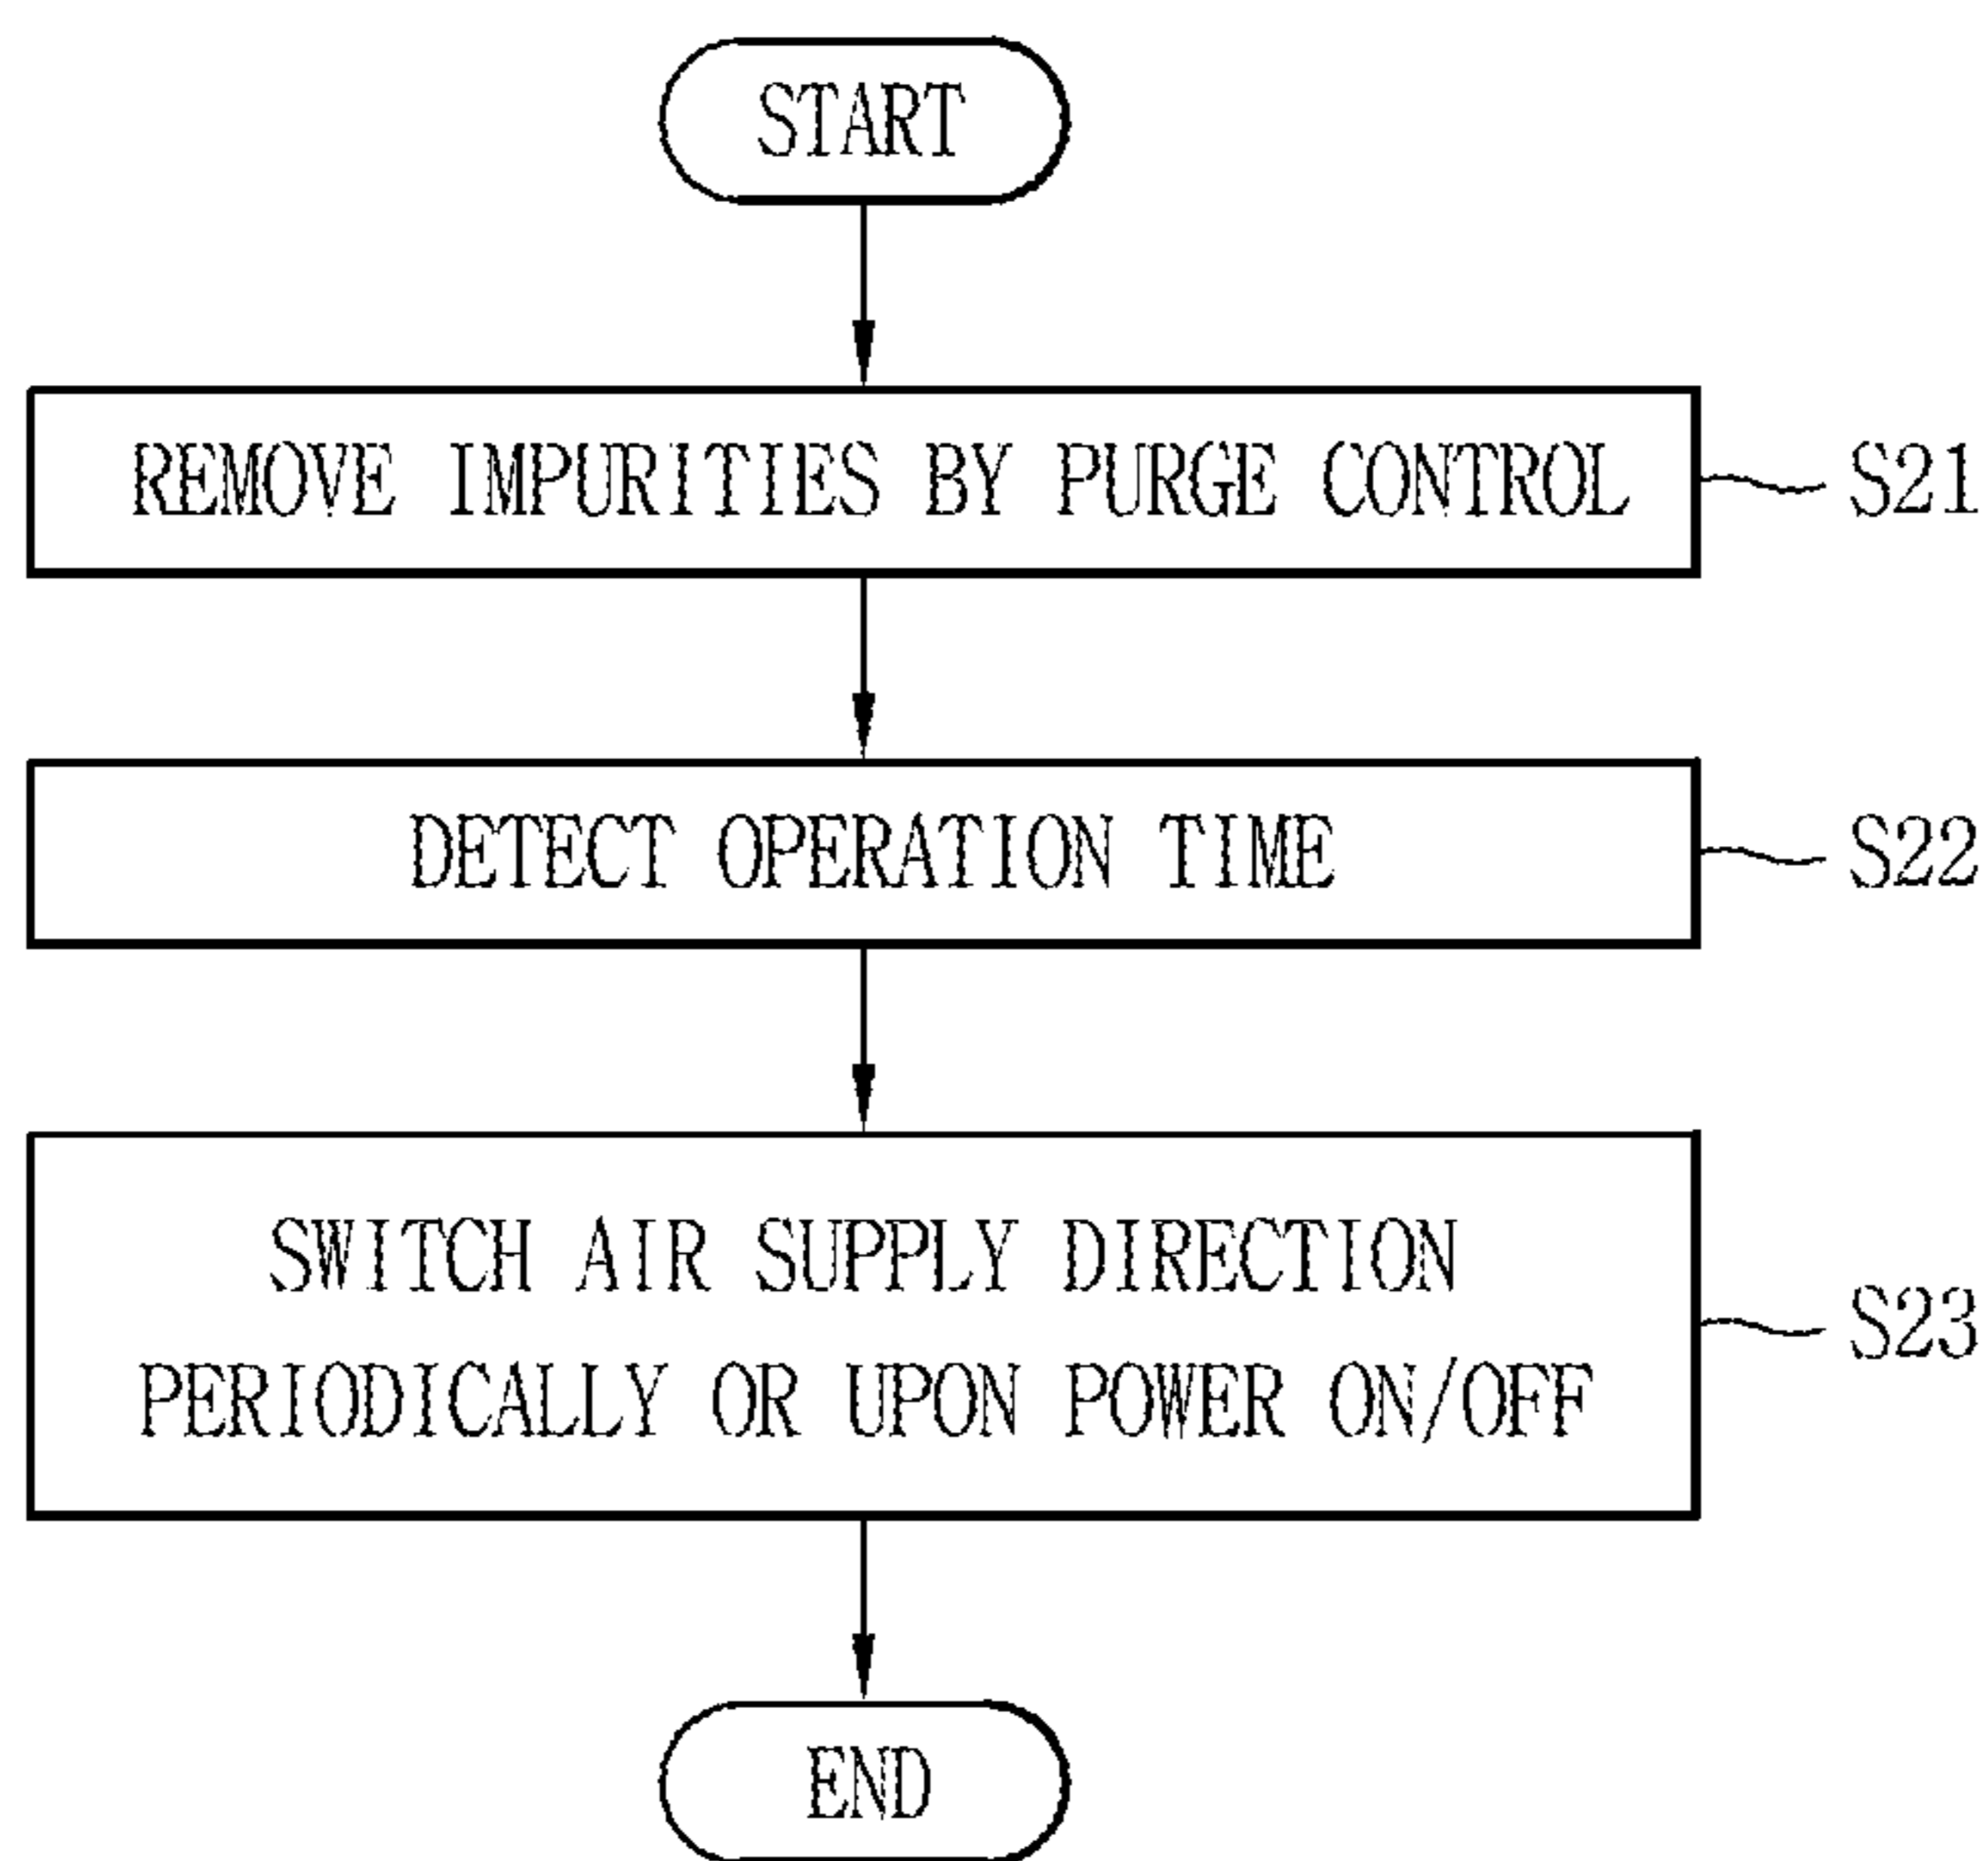 START
REMOVE IMPURITIES BY PURGE CONTROL
S21
DETECT OPERATION TIME
S22
SWITCH AIR SUPPLY DIRECTION
PERIODICALLY OR UPON POWER ON/OFF
S23
END